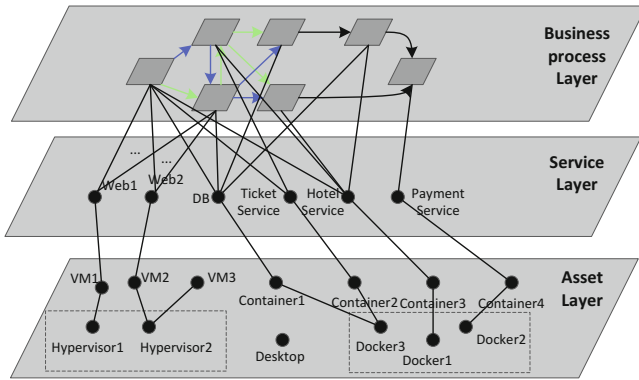 Business
process
Layer
...
...
Service
Layer
Web1
Web2
DB
Ticket
Service
Hotel
Service
Payment
Service
Asset
Layer
VM1
VM2
VM3
Container1
Container2
Container3
Container4
Hypervisor1
Hypervisor2
Desktop
Docker3
Docker1
Docker2